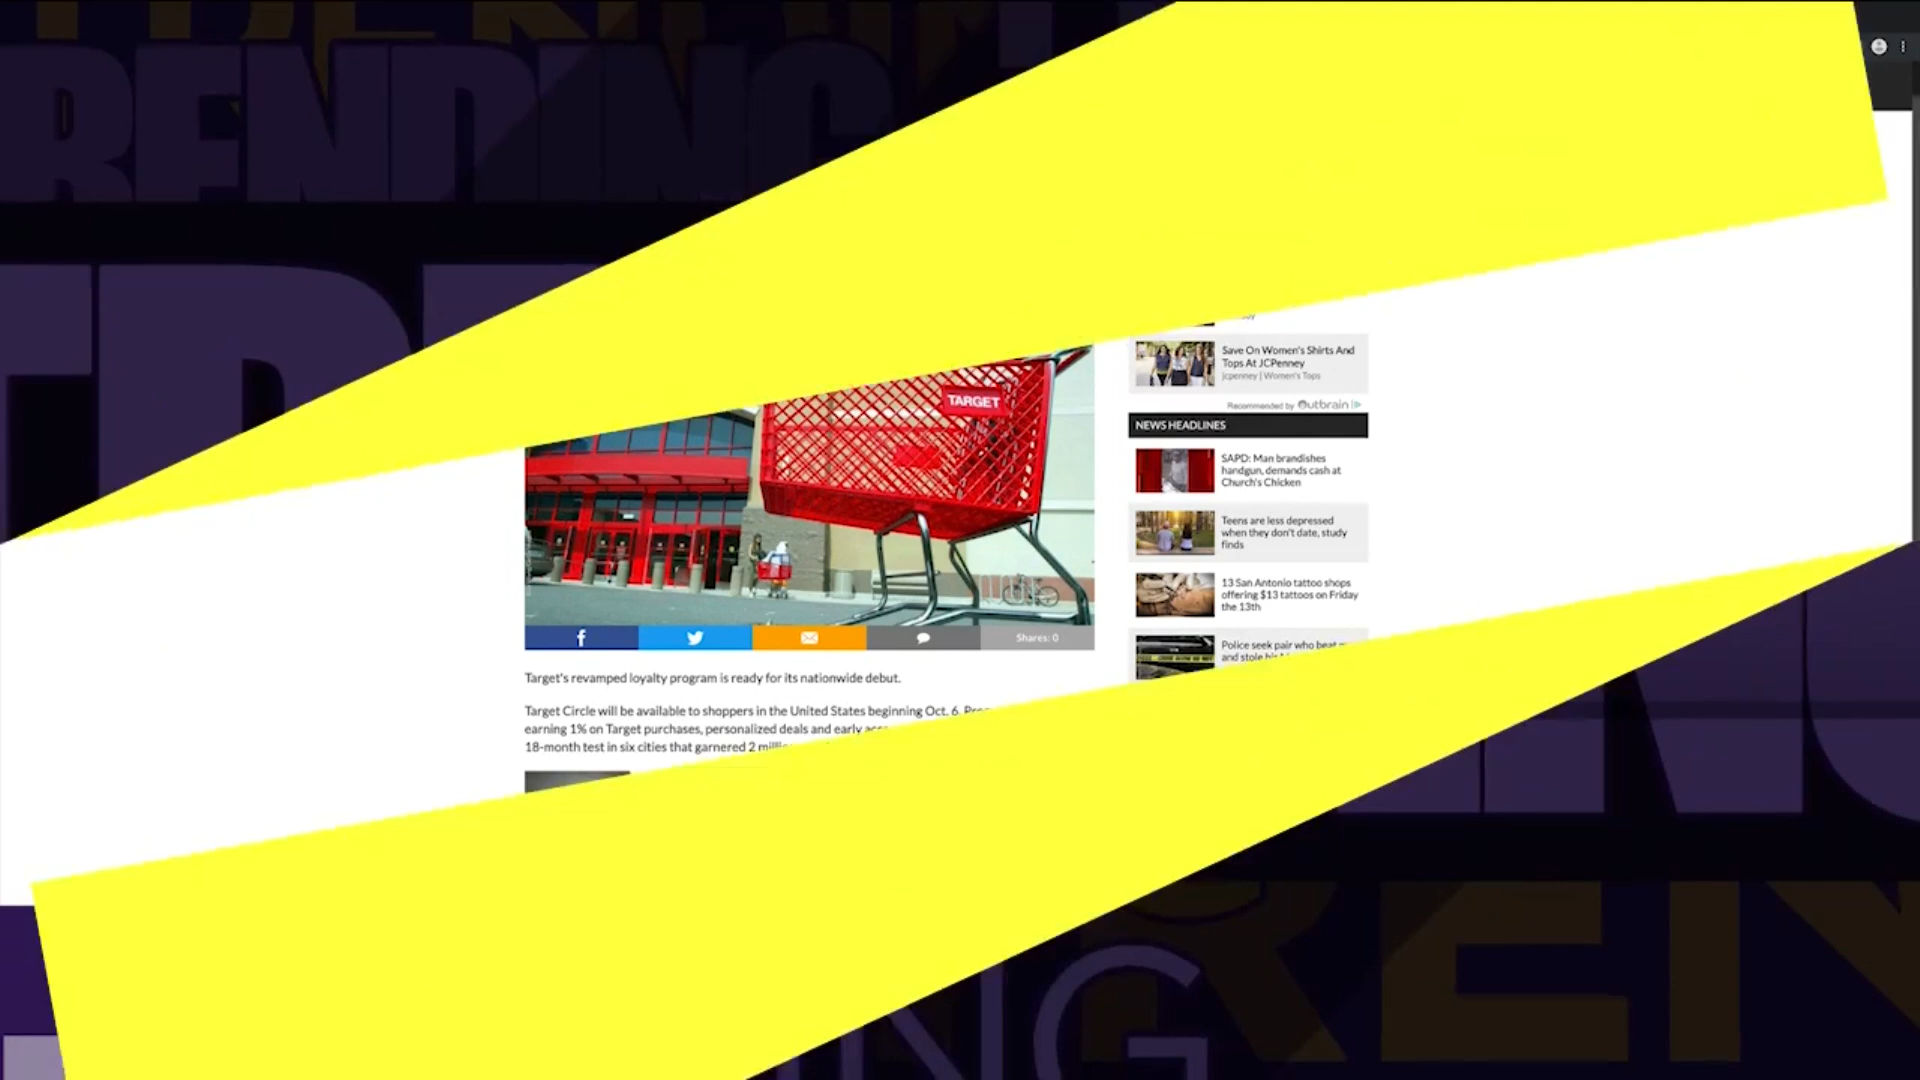 RENDING
Save On Women's Shirts And
Tops At JCPenney
jcpenney | Women's Tops
Recommended by Outbrain
TARGET
NEWS HEADLINES
SAPD: Man brandishes
handgun, demands cash at
Church's Chicken
Teens are less depressed
when they don't date, study
finds
13 San Antonio tattoo shops
offering $13 tattoos on Friday
the 13th
Police seek pair who beat
and stole
f
Shares: 0
Target's revamped loyalty program is ready for its nationwide debut.
Target Circle will be available to shoppers in the United States beginning Oct. 6.
earning 1% on Target purchases, personalized deals and early
18-month test in six cities that garnered 2
NG